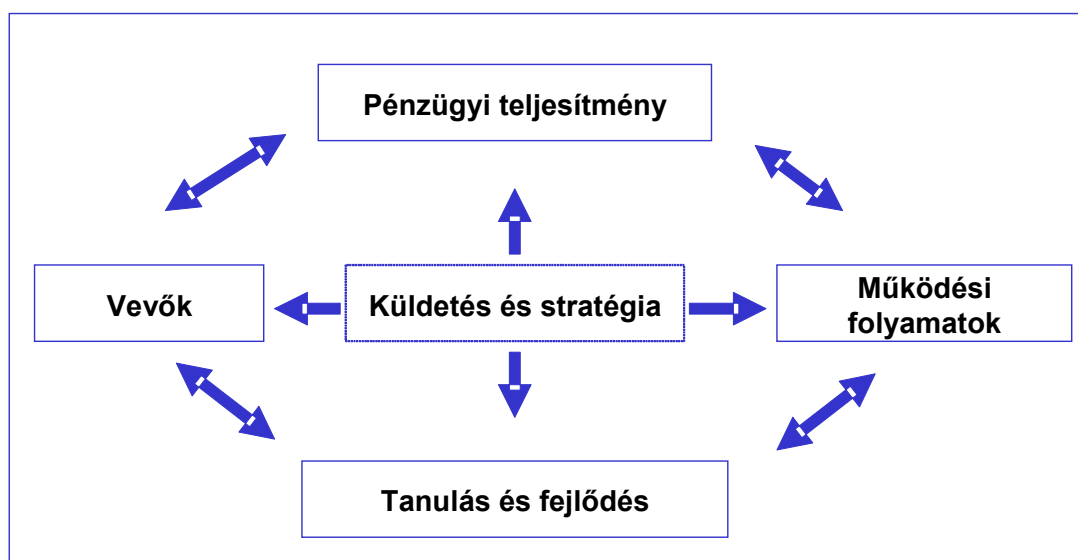 Pénzügyi teljesítmény
Vevők
Küldetés és stratégia
Működési
folyamatok
Tanulás és fejlődés